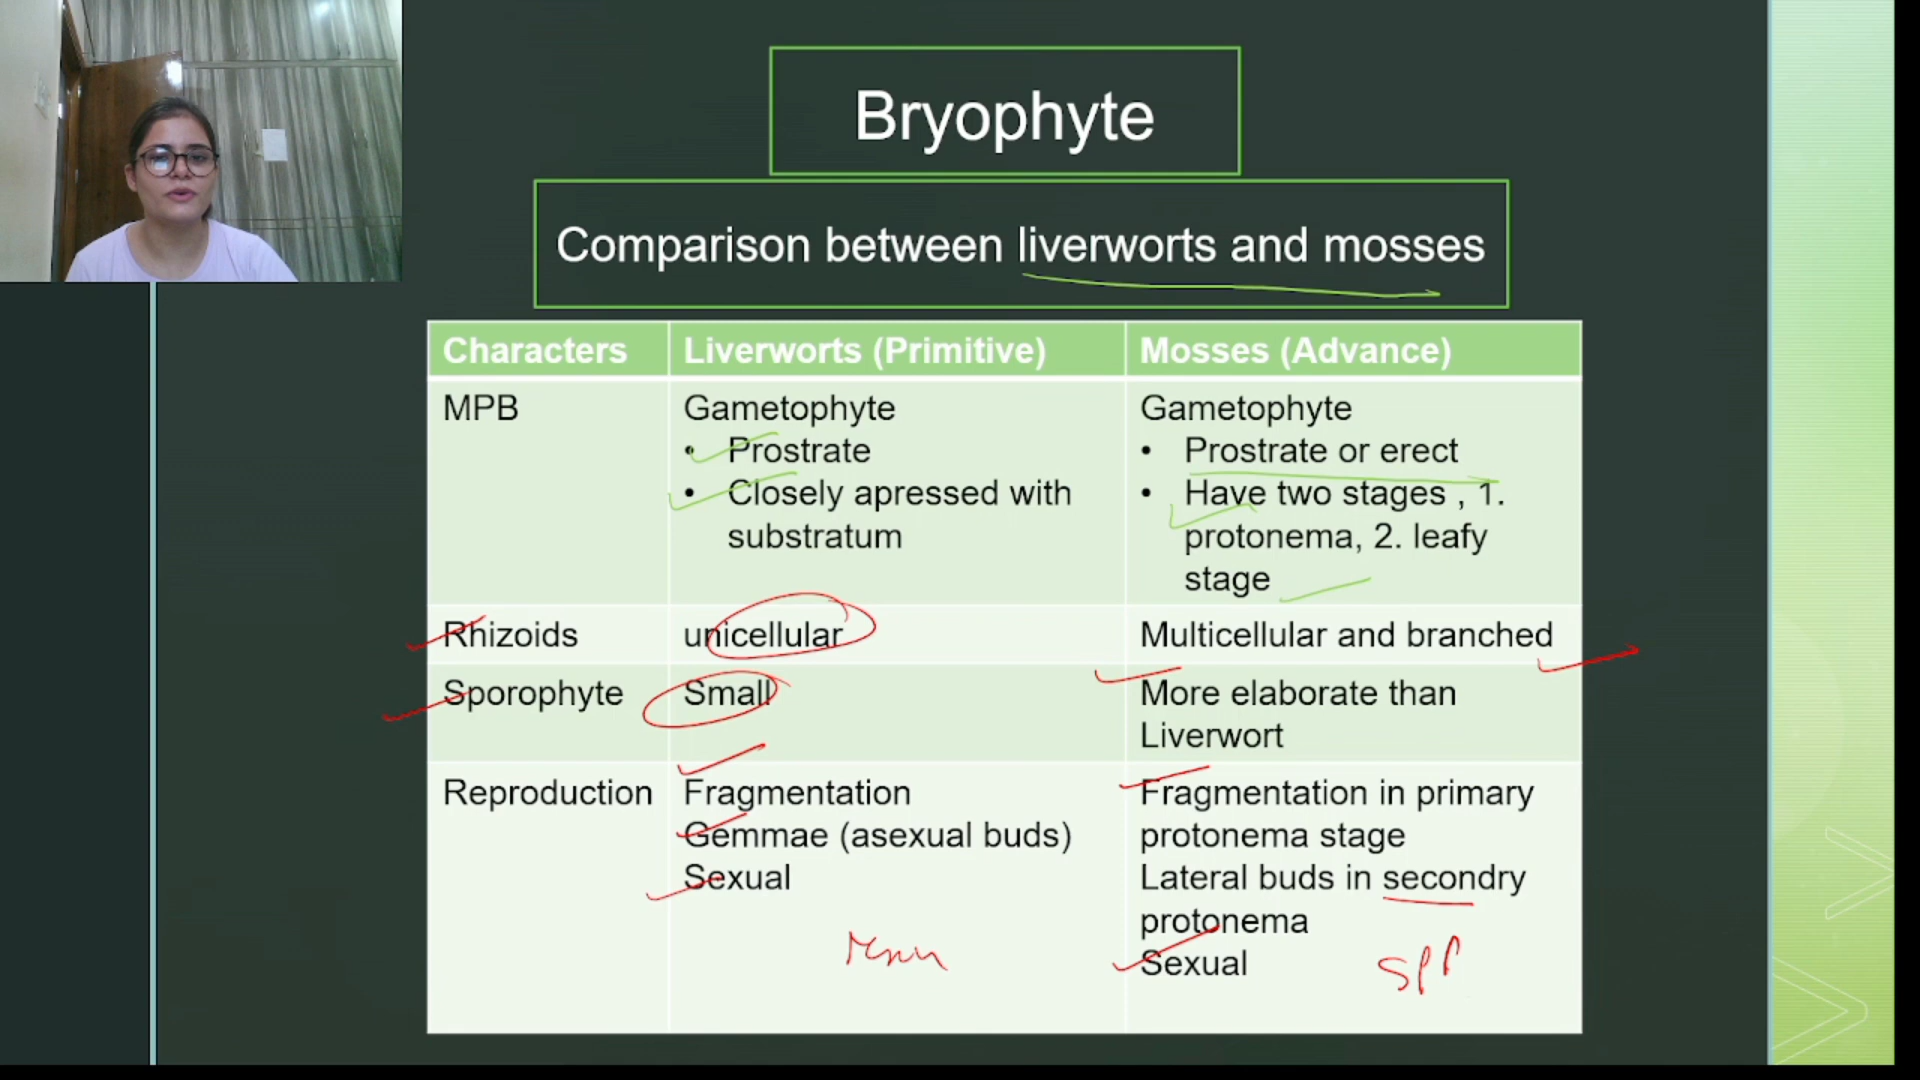 Bryophyte
Comparison between liverworts and mosses
Characters
Liverworts (Primitive)
Mosses (Advance)
MPB
Gametophyte
• Prostrate
• Closely apressed with
substratum
Gametophyte
• Prostrate or erect
• Have two stages , 1.
protonema, 2. leafy
stage
Rhizoids
unicellular
Multicellular and branched
Sporophyte
Small
More elaborate than
Liverwort
Reproduction
Fragmentation
Gemmae (asexual buds)
Sexual
Fragmentation in primary
protonema stage
Lateral buds in secondry
protonema
Sexual